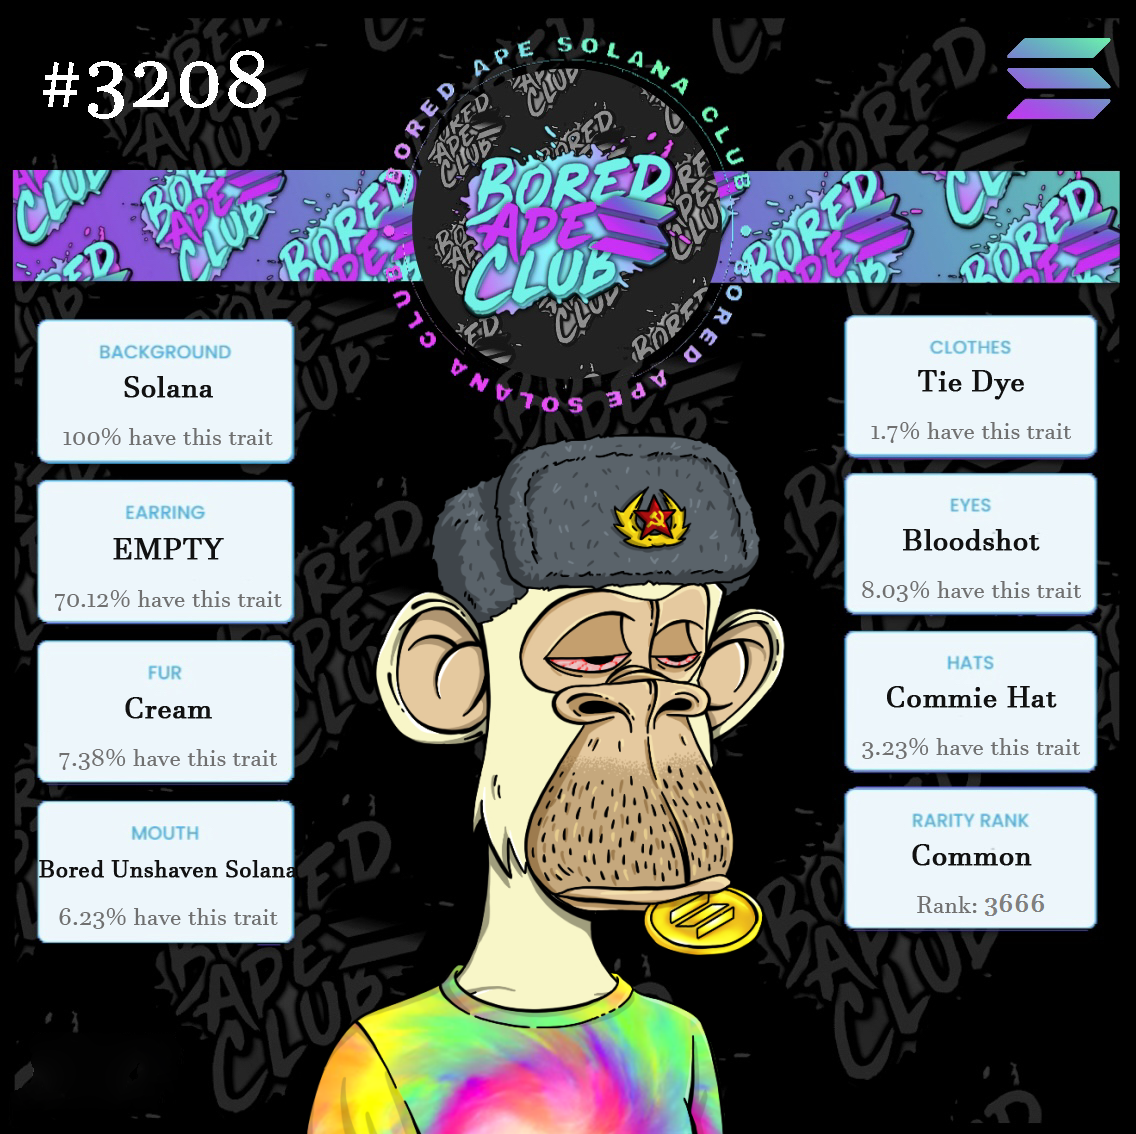 #3208
BORED APE SOLANA CLUB
BORED APE SOLANA CLUB
BORED
APE
CLUB
BACKGROUND
Solana
100% have this trait
EARRING
EMPTY
70.12% have this trait
FUR
Cream
7.38% have this trait
MOUTH
Bored Unshaven Solana
6.23% have this trait
CLOTHES
Tie Dye
1.7% have this trait
EYES
Bloodshot
8.03% have this trait
HATS
Commie Hat
3.23% have this trait
RARITY RANK
Common
Rank: 3666